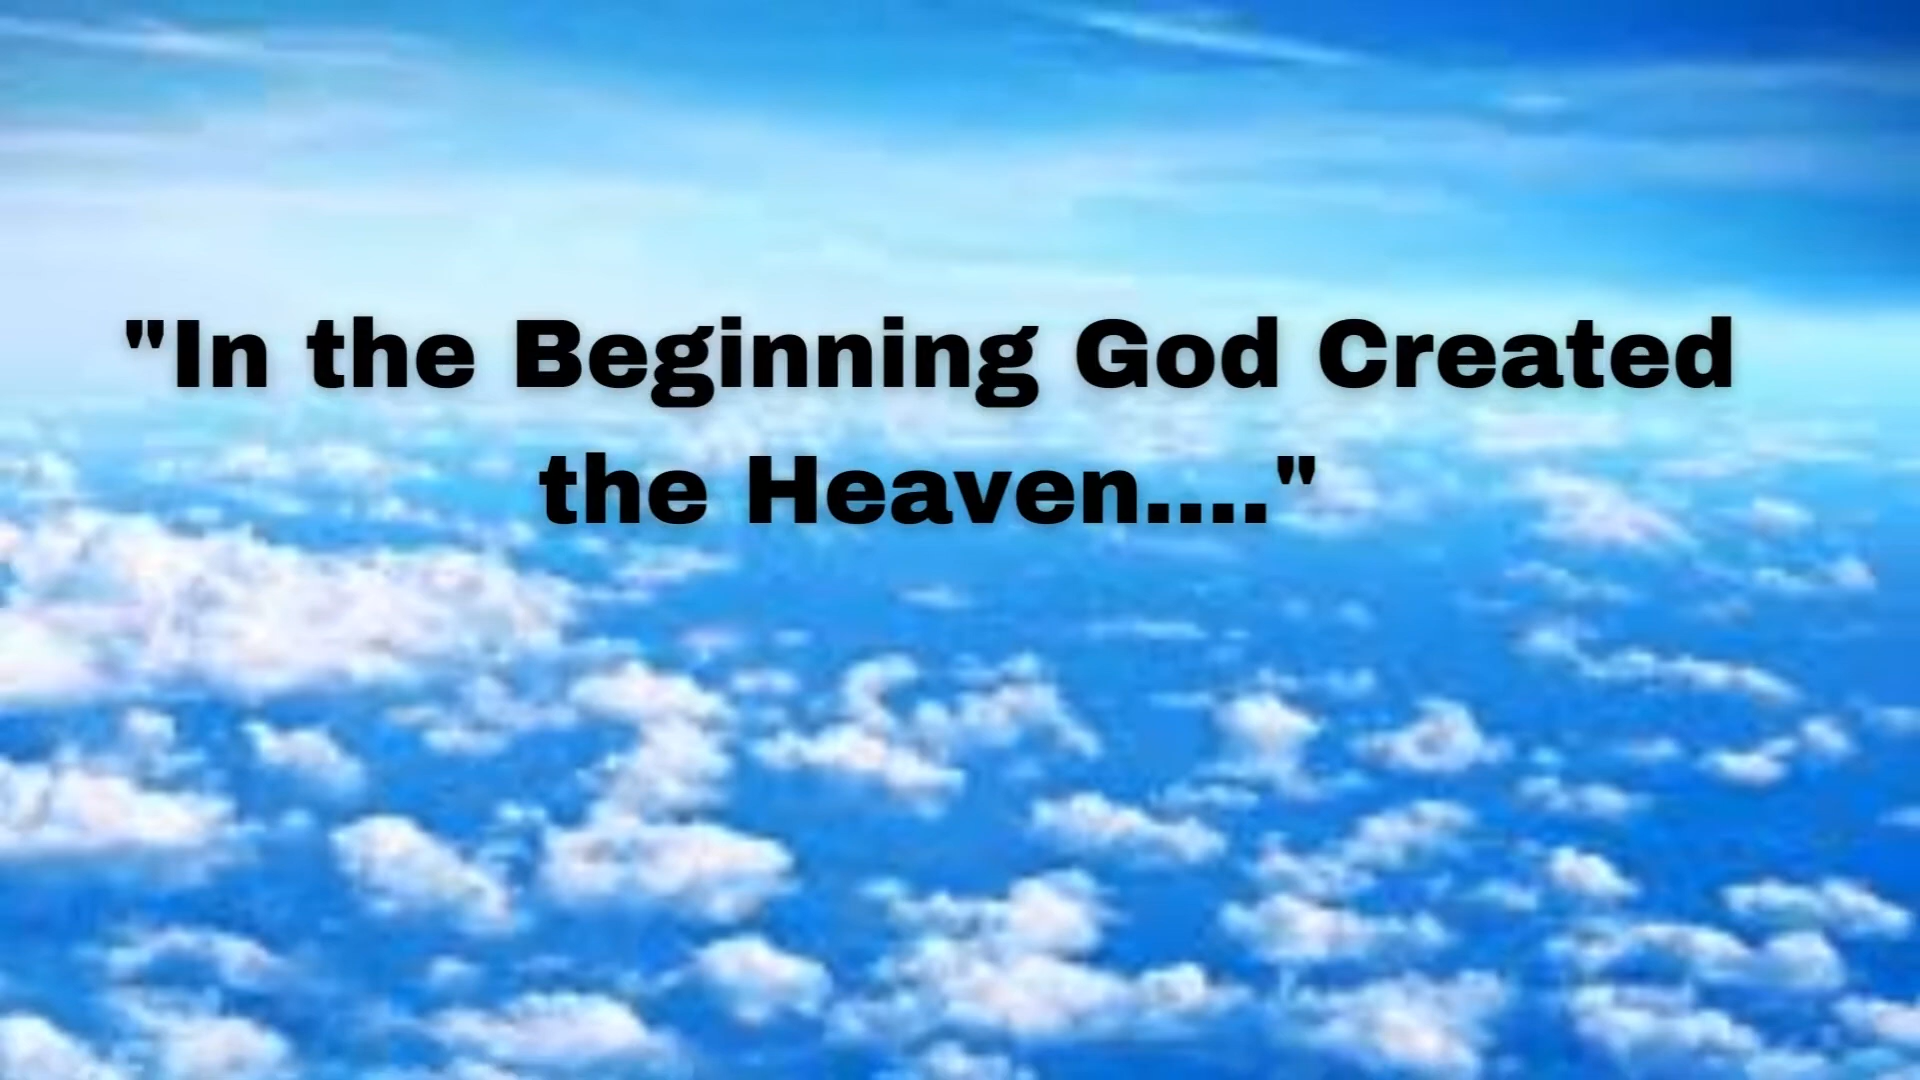 "In the Beginning God Created
the Heaven...."